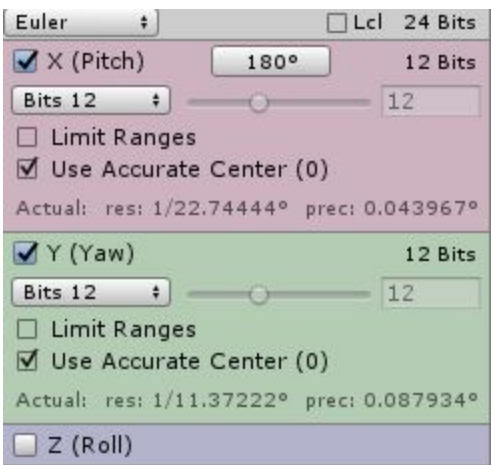 Euler Lcl 24 Bits
X (Pitch) 180° 12 Bits
Bits 12 12
Limit Ranges
Use Accurate Center (0)
Actual: res: 1/22.74444° prec: 0.043967°
Y (Yaw) 12 Bits
Bits 12 12
Limit Ranges
Use Accurate Center (0)
Actual: res: 1/11.37222° prec: 0.087934°
Z (Roll)